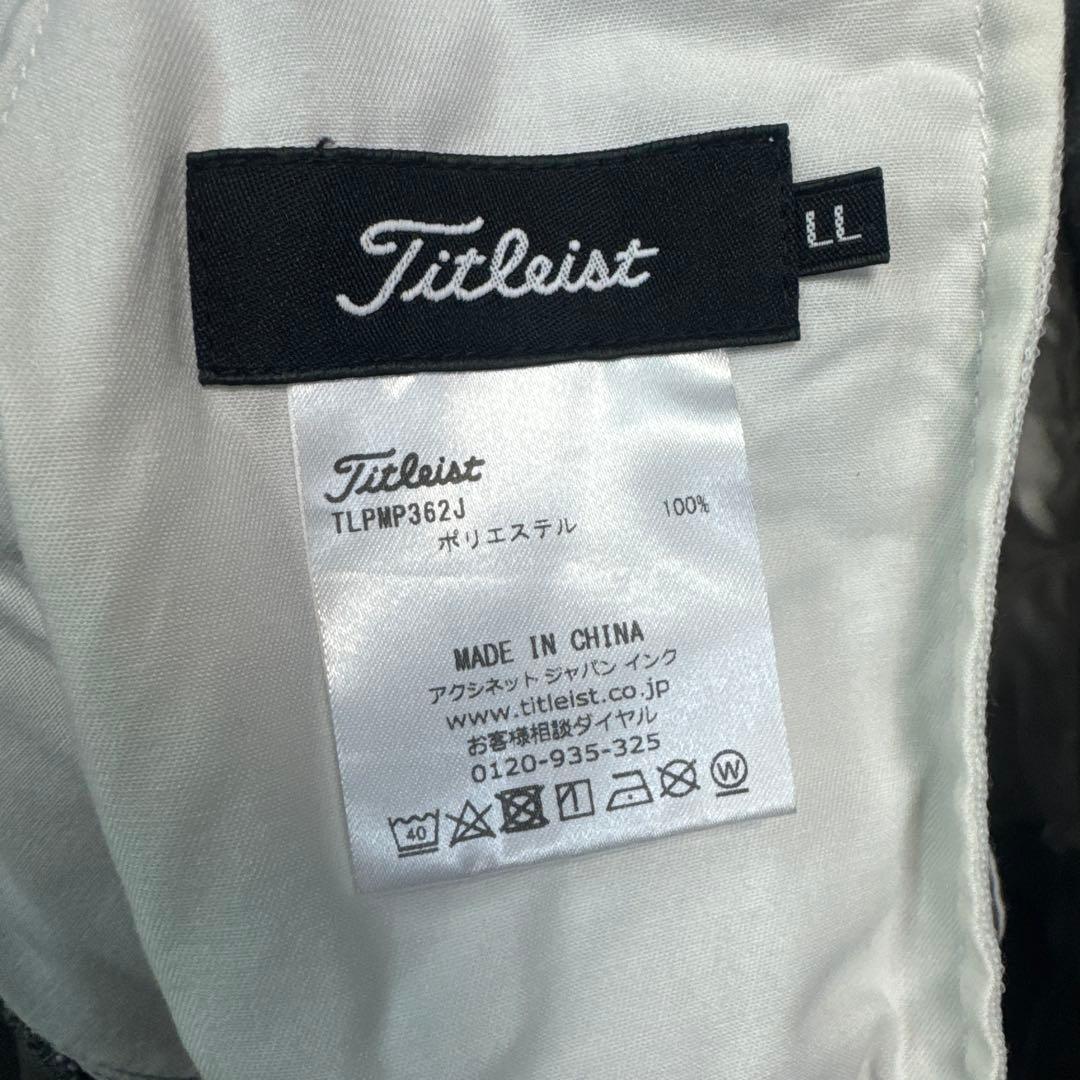 Titleist
LL
Titleist
TLPMP362J
ポリエステル 100%
MADE IN CHINA
アクシネット ジャパン インク
www.titleist.co.jp
お客様相談ダイヤル
0120-935-325
40
W